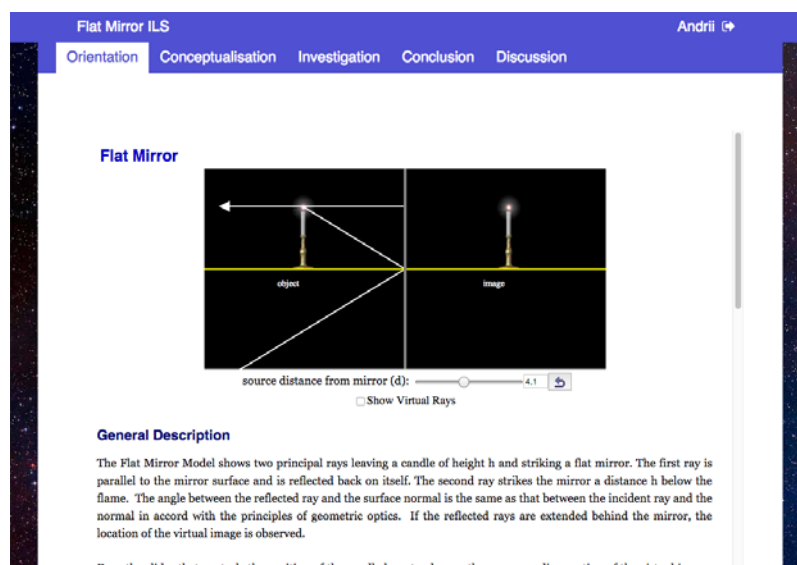 Flat Mirror ILS
Andrii
Orientation Conceptualisation Investigation Conclusion Discussion
Flat Mirror
object
image
source distance from mirror (d): 4.1
Show Virtual Rays
General Description
The Flat Mirror Model shows two principal rays leaving a candle of height h and striking a flat mirror. The first ray is
parallel to the mirror surface and is reflected back on itself. The second ray strikes the mirror a distance h below the
flame. The angle between the reflected ray and the surface normal is the same as that between the incident ray and the
normal in accord with the principles of geometric optics. If the reflected rays are extended behind the mirror, the
location of the virtual image is observed.